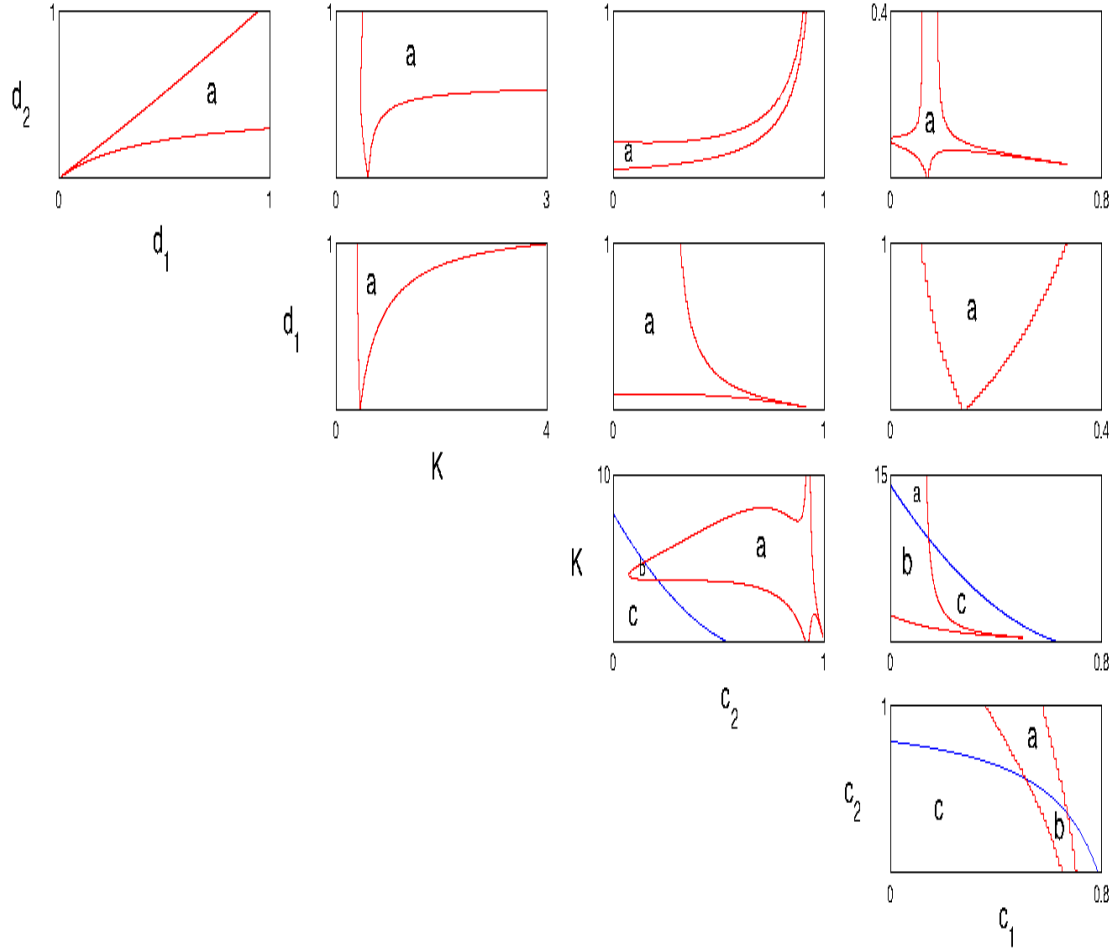 1 1 0.4
d2 a a a a
0 1 0 3 0 1 0 0.8
d1
1 1 1
d1 a a a
0 4 0 1 0 0.4
K
10 15
K a b c a b c
0 1 0 0.8
c2
1
c2 a b c
0 0.8
c1